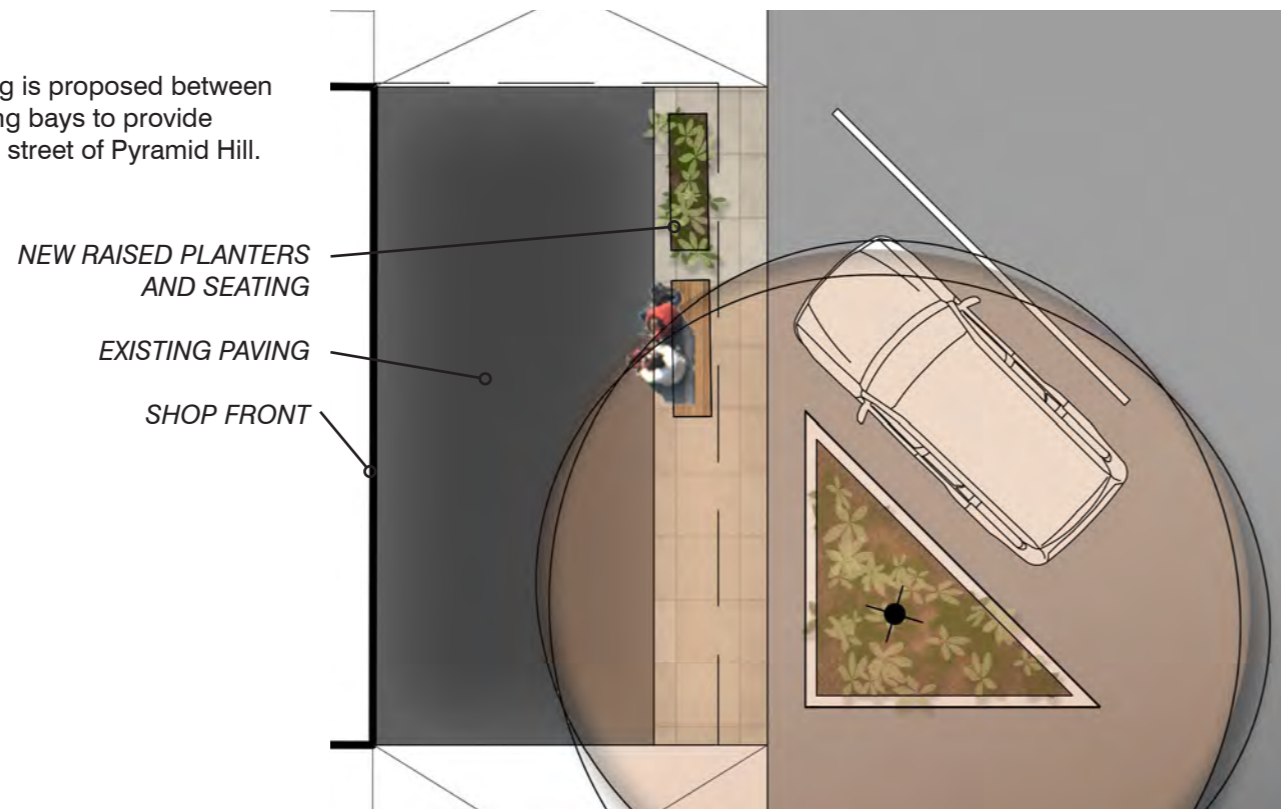 g is proposed between
ng bays to provide
street of Pyramid Hill.
NEW RAISED PLANTERS
AND SEATING
EXISTING PAVING
SHOP FRONT